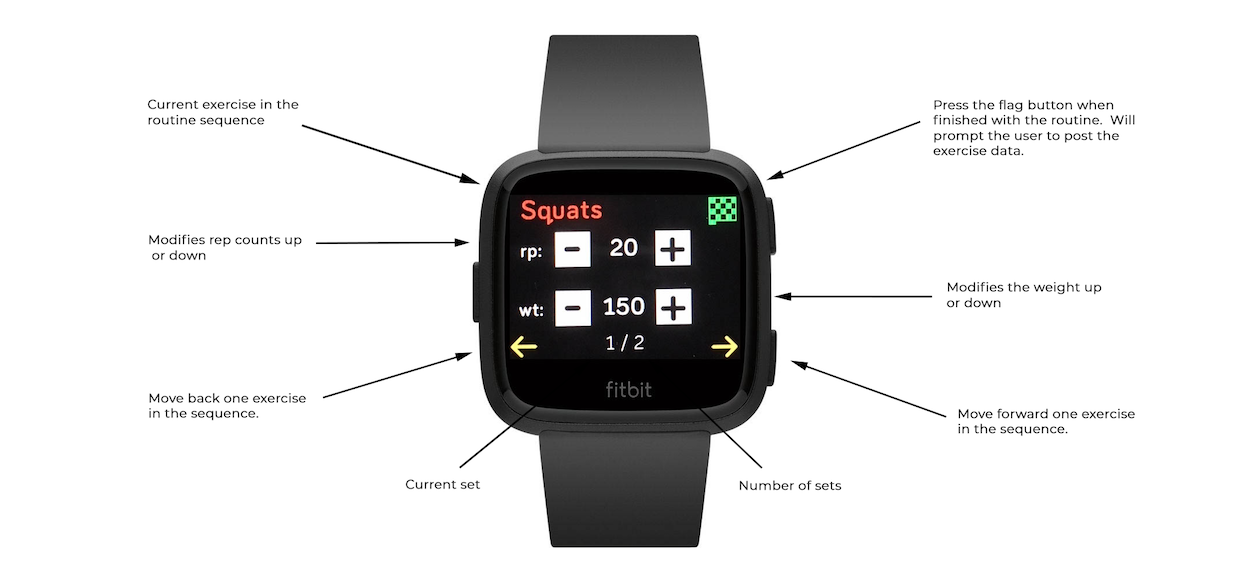 Current exercise in the
routine sequence
Press the flag button when
finished with the routine.  Will
prompt the user to post the
exercise data.
Squats
rp: - 20 +
Modifies rep counts up
or down
Modifies the weight up
or down
wt: - 150 +
← 1 / 2 →
fitbit
Move back one exercise
in the sequence.
Move forward one exercise
in the sequence.
Current set
Number of sets